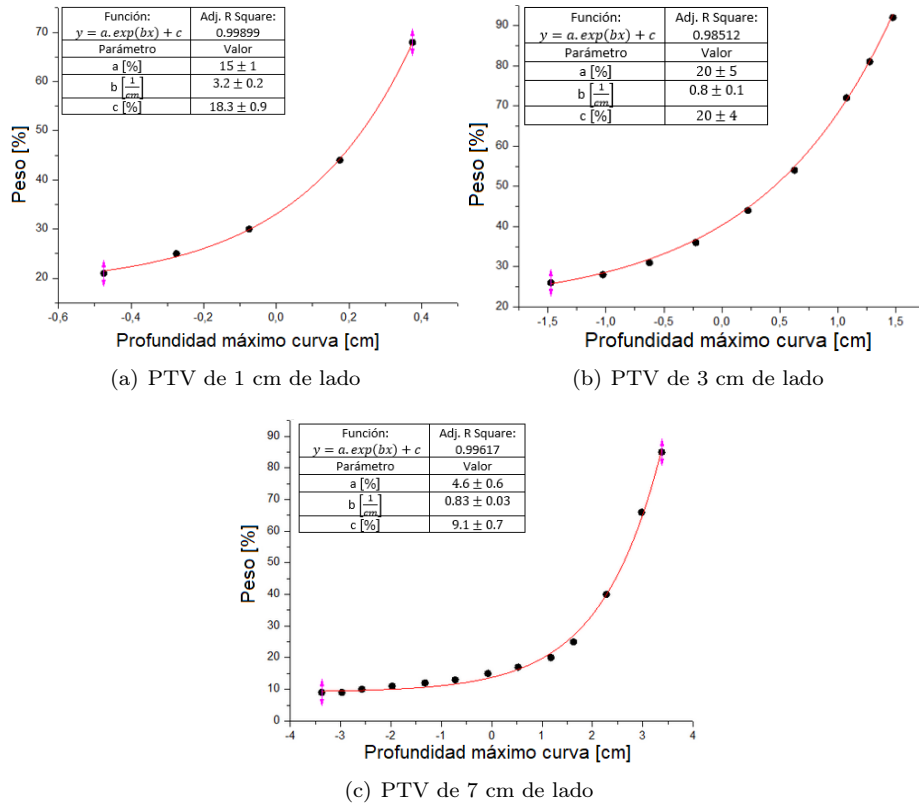 Función: Adj. R Square:
y = a.exp(bx) + c 0.99899
Parámetro Valor
a [%] 15 ± 1
b [1/cm] 3.2 ± 0.2
c [%] 18.3 ± 0.9
Peso [%]
70
60
50
40
30
20
-0,6 -0,4 -0,2 0,0 0,2 0,4
Profundidad máximo curva [cm]
(a) PTV de 1 cm de lado
Función: Adj. R Square:
y = a.exp(bx) + c 0.98512
Parámetro Valor
a [%] 20 ± 5
b [1/cm] 0.8 ± 0.1
c [%] 20 ± 4
Peso [%]
90
80
70
60
50
40
30
20
-1,5 -1,0 -0,5 0,0 0,5 1,0 1,5
Profundidad máximo curva [cm]
(b) PTV de 3 cm de lado
Función: Adj. R Square:
y = a.exp(bx) + c 0.99617
Parámetro Valor
a [%] 4.6 ± 0.6
b [1/cm] 0.83 ± 0.03
c [%] 9.1 ± 0.7
Peso [%]
90
80
70
60
50
40
30
20
10
0
-4 -3 -2 -1 0 1 2 3 4
Profundidad máximo curva [cm]
(c) PTV de 7 cm de lado